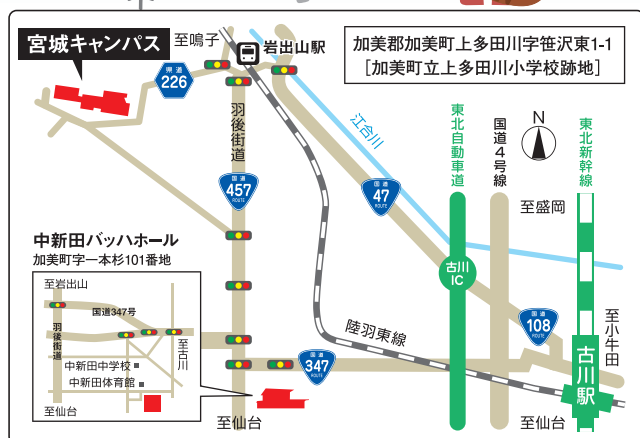 宮城キャンパス
至鳴子
岩出山駅
加美郡加美町上多田川字笹沢東1-1
[加美町立上多田川小学校跡地]
県道
226
羽後街道
江合川
東北自動車道
国道4号線
N
東北新幹線
国道
457
ROUTE
国道
47
ROUTE
至盛岡
中新田バッハホール
加美町字一本杉101番地
古川
IC
至岩出山
国道347号
羽後街道
至古川
中新田中学校
中新田体育館
至仙台
陸羽東線
国道
108
ROUTE
至小牛田
国道
347
ROUTE
古川駅
至仙台
至仙台